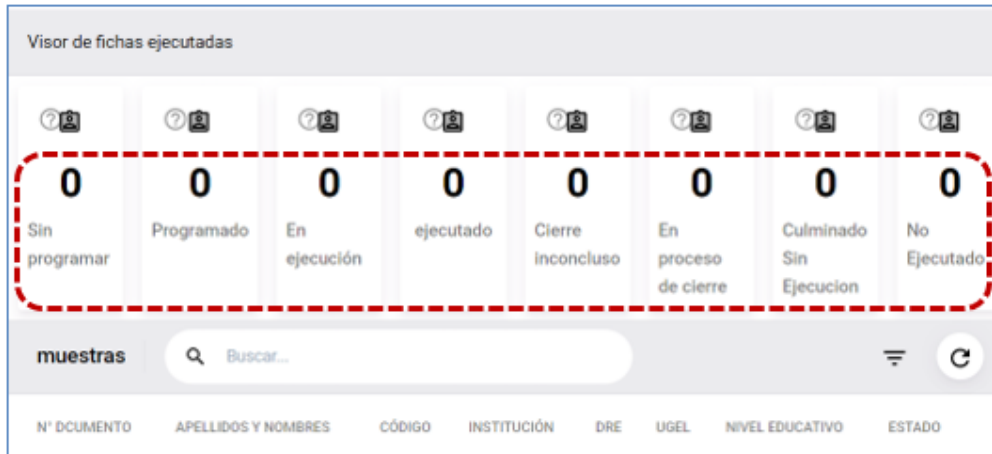 Visor de fichas ejecutadas
0 0 0 0 0 0 0 0
Sin programar
Programado
En ejecución
ejecutado
Cierre inconcluso
En proceso de cierre
Culminado Sin Ejecucion
No Ejecutado
muestras Buscar...
N° DCUMENTO APELLIDOS Y NOMBRES CÓDIGO INSTITUCIÓN DRE UGEL NIVEL EDUCATIVO ESTADO